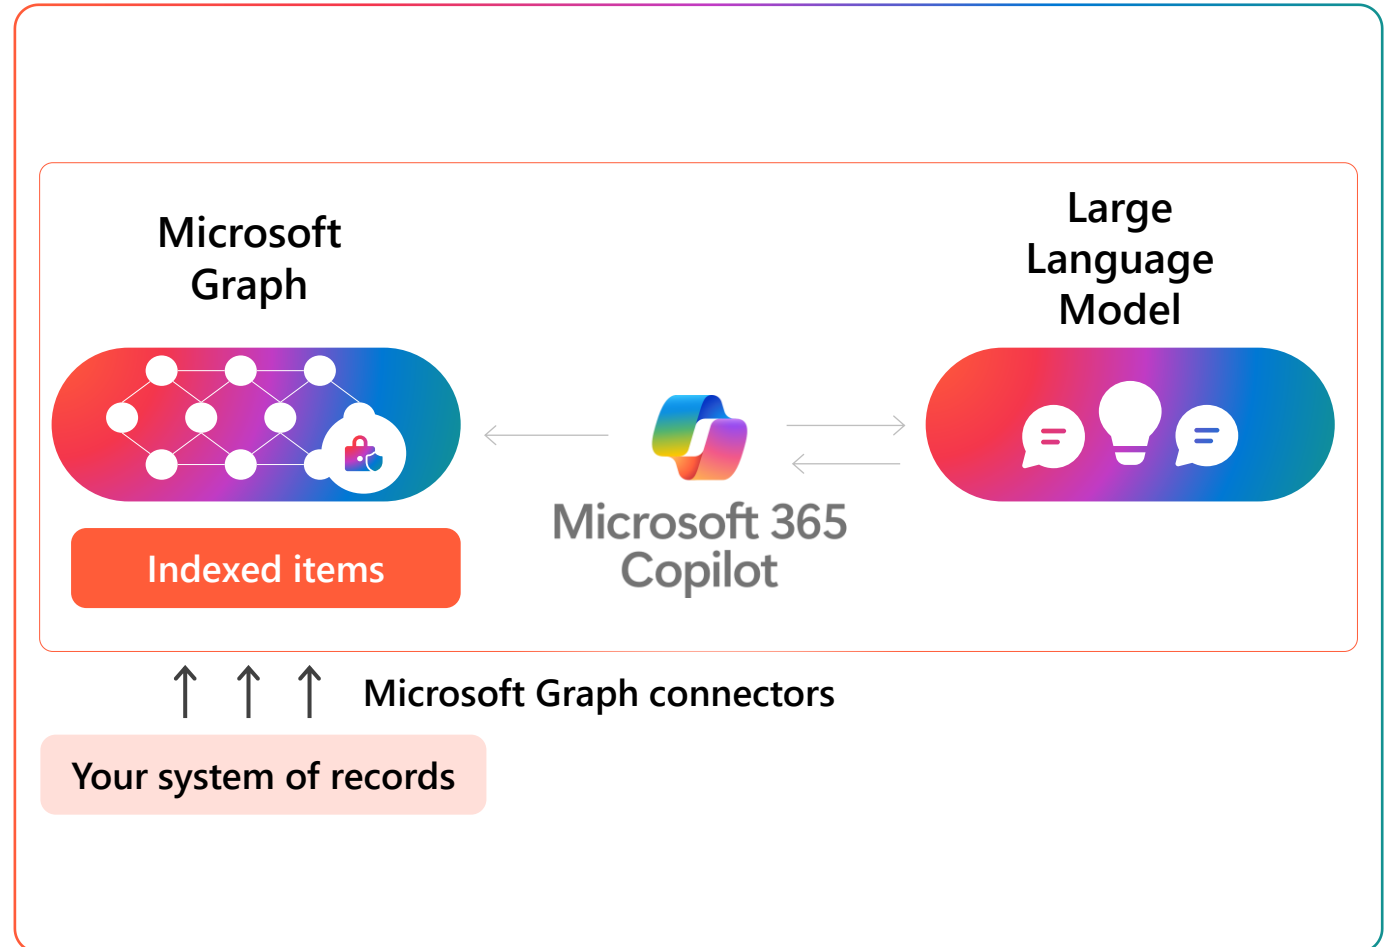 Microsoft
Graph
Large
Language
Model
Indexed items
Microsoft 365
Copilot
Microsoft Graph connectors
Your system of records